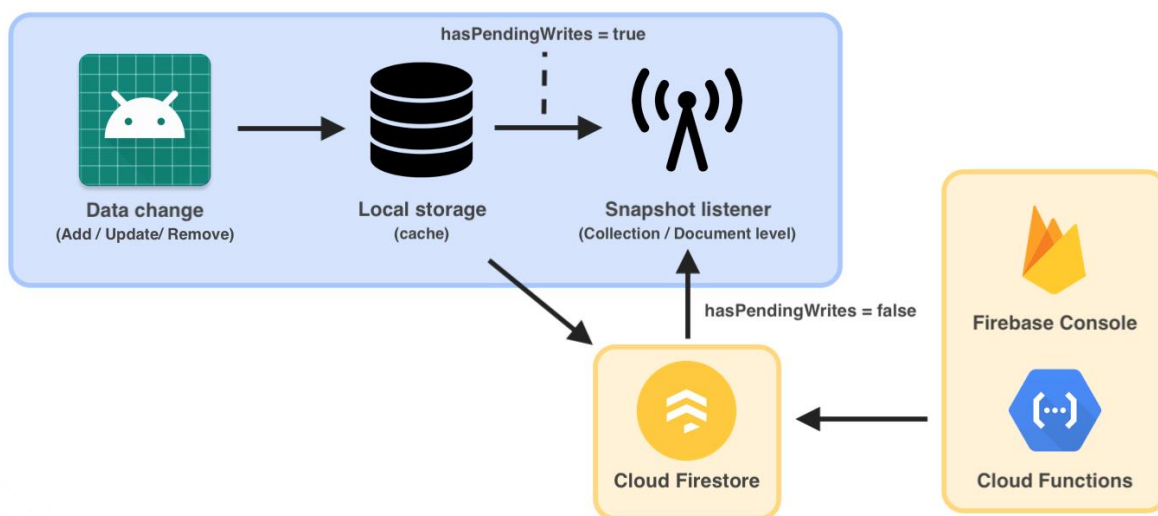 hasPendingWrites = true
Data change
(Add / Update/ Remove)
Local storage
(cache)
Snapshot listener
(Collection / Document level)
hasPendingWrites = false
Cloud Firestore
Firebase Console
Cloud Functions